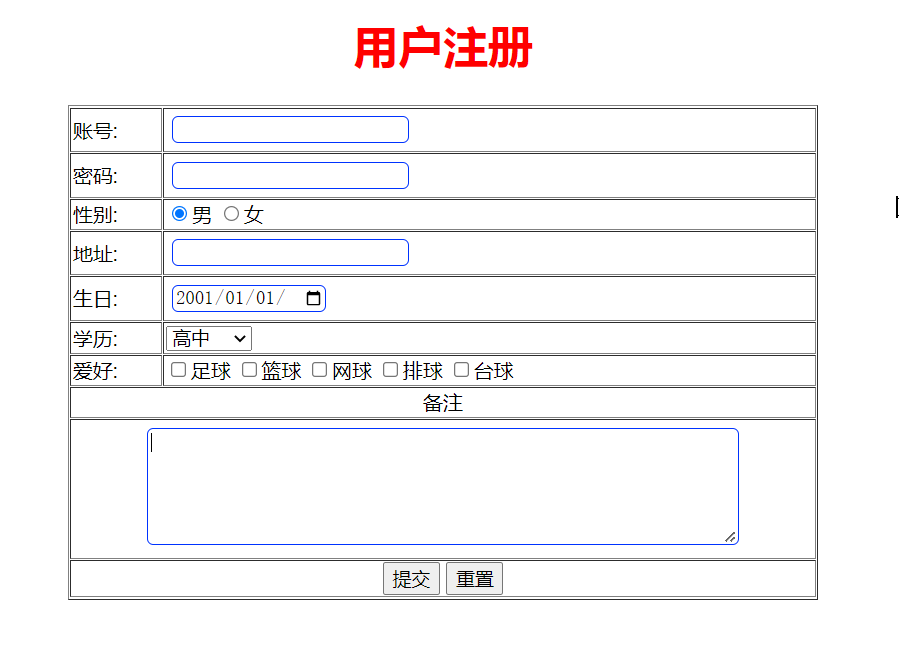 用户注册
账号:
密码:
性别: 男 女
地址:
生日: 2001/01/01/
学历: 高中
爱好: 足球 篮球 网球 排球 台球
备注
提交 重置